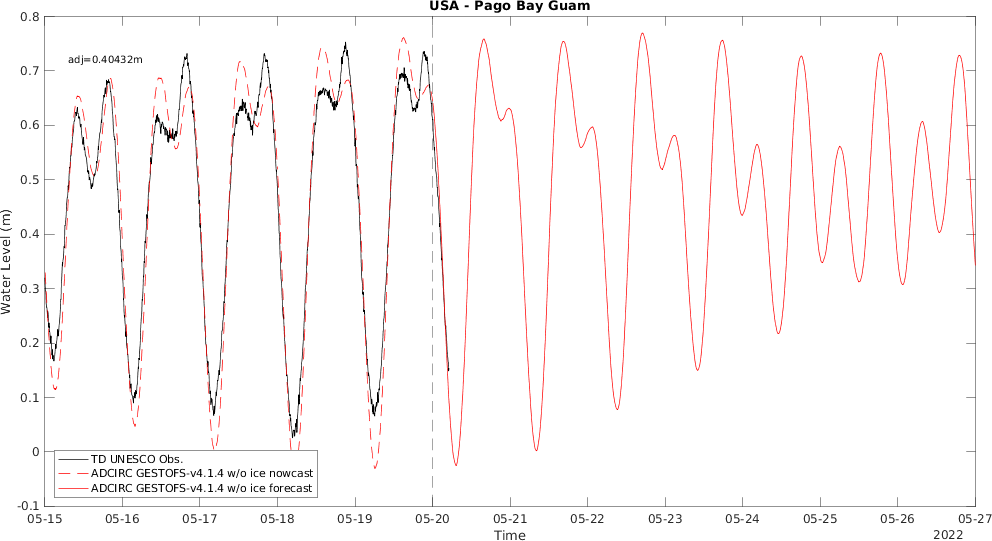 USA - Pago Bay Guam
0.8
0.7
0.6
0.5
0.4
0.3
0.2
0.1
0
-0.1
Water Level (m)
adj=0.40432m
TD UNESCO Obs.
ADCIRC GESTOFS-v4.1.4 w/o ice nowcast
ADCIRC GESTOFS-v4.1.4 w/o ice forecast
05-15 05-16 05-17 05-18 05-19 05-20 05-21 05-22 05-23 05-24 05-25 05-26 05-27
Time
2022